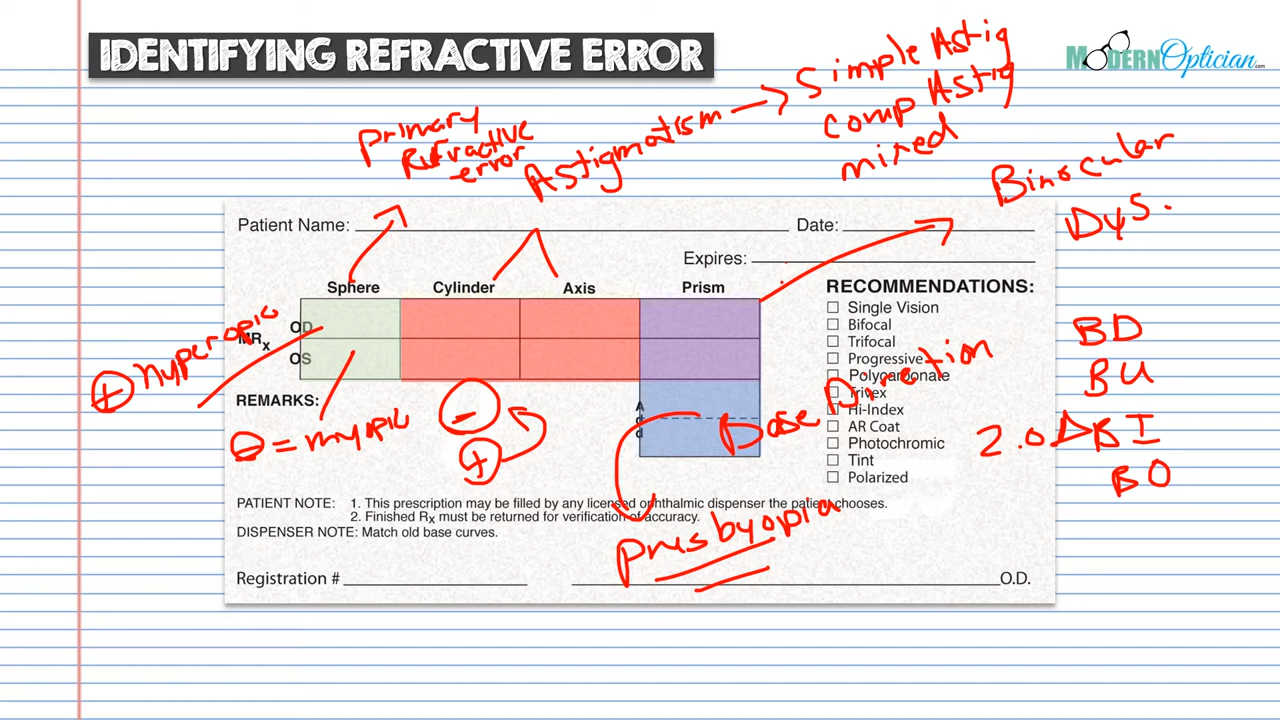 IDENTIFYING REFRACTIVE ERROR
MODERNOptician.com
Primary
Refractive
error
Astigmatism
Simple Astig
Comp Astig
mixed
Binocular
Dys.
Patient Name:
Date:
Expires:
Sphere
Cylinder
Axis
Prism
MRx
OD
OS
Add
+ hyperopic
⊖ = myopic
-
+
REMARKS:
RECOMMENDATIONS:
☐ Single Vision
☐ Bifocal
☐ Trifocal
☐ Progressive
☐ Polycarbonate
☐ Trivex
☐ Hi-Index
☐ AR Coat
☐ Photochromic
☐ Tint
☐ Polarized
Base Direction
BD
BU
2.0 △ BI
BO
PATIENT NOTE: 1. This prescription may be filled by any licensed ophthalmic dispenser the patient chooses.
2. Finished Rx must be returned for verification of accuracy.
DISPENSER NOTE: Match old base curves.
Presbyopia
Registration #
O.D.